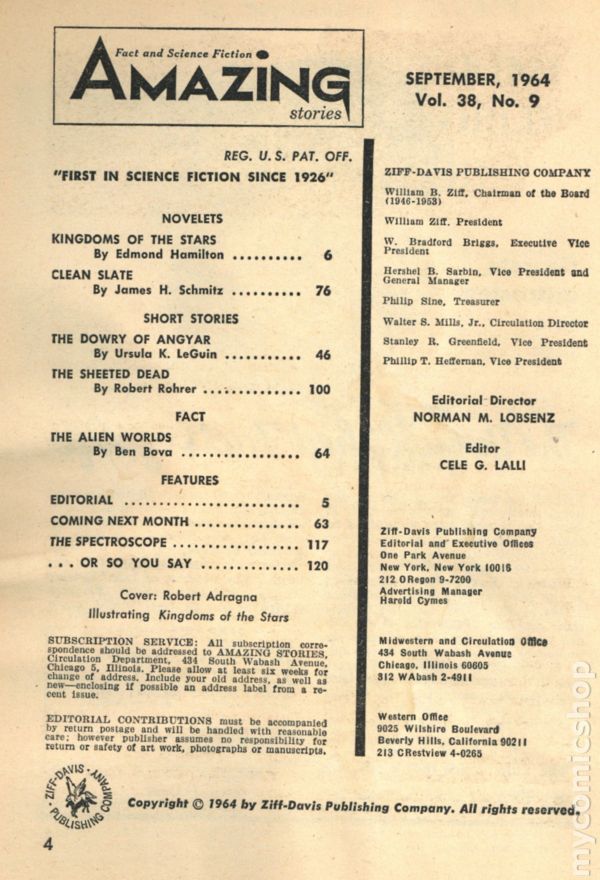 Fact and Science Fiction
AMAZING
stories
REG. U. S. PAT. OFF.
"FIRST IN SCIENCE FICTION SINCE 1926"
NOVELETS
KINGDOMS OF THE STARS
By Edmond Hamilton .......... 6
CLEAN SLATE
By James H. Schmitz .......... 76
SHORT STORIES
THE DOWRY OF ANGYAR
By Ursula K. LeGuin ........... 46
THE SHEETED DEAD
By Robert Rohrer .............. 100
FACT
THE ALIEN WORLDS
By Ben Bova ................. 64
FEATURES
EDITORIAL ......................... 5
COMING NEXT MONTH ............... 63
THE SPECTROSCOPE .................. 117
. . . OR SO YOU SAY ............... 120
Cover: Robert Adragna
Illustrating Kingdoms of the Stars
SUBSCRIPTION SERVICE: All subscription corre-
spondence should be addressed to AMAZING STORIES,
Circulation Department, 434 South Wabash Avenue,
Chicago 5, Illinois. Please allow at least six weeks for
change of address. Include your old address, as well as
new—enclosing if possible an address label from a re-
cent issue.
EDITORIAL CONTRIBUTIONS must be accompanied
by return postage and will be handled with reasonable
care; however publisher assumes no responsibility for
return or safety of art work, photographs or manuscripts.
SEPTEMBER, 1964
Vol. 38, No. 9
ZIFF-DAVIS PUBLISHING COMPANY
William B. Ziff, Chairman of the Board
(1946-1953)
William Ziff, President
W. Bradford Briggs, Executive Vice
President
Hershel B. Sarbin, Vice President and
General Manager
Philip Sine, Treasurer
Walter S. Mills, Jr., Circulation Director
Stanley R. Greenfield, Vice President
Phillip T. Heffernan, Vice President
Editorial Director
NORMAN M. LOBSENZ
Editor
CELE G. LALLI
Ziff-Davis Publishing Company
Editorial and Executive Offices
One Park Avenue
New York, New York 10016
212 ORegon 9-7200
Advertising Manager
Harold Cymes
Midwestern and Circulation Office
434 South Wabash Avenue
Chicago, Illinois 60605
312 WAbash 2-4911
Western Office
9025 Wilshire Boulevard
Beverly Hills, California 90211
213 CRestview 4-0265
ZIFF-DAVIS • PUBLISHING COMPANY •
Copyright © 1964 by Ziff-Davis Publishing Company. All rights reserved.
4
mycomicshop